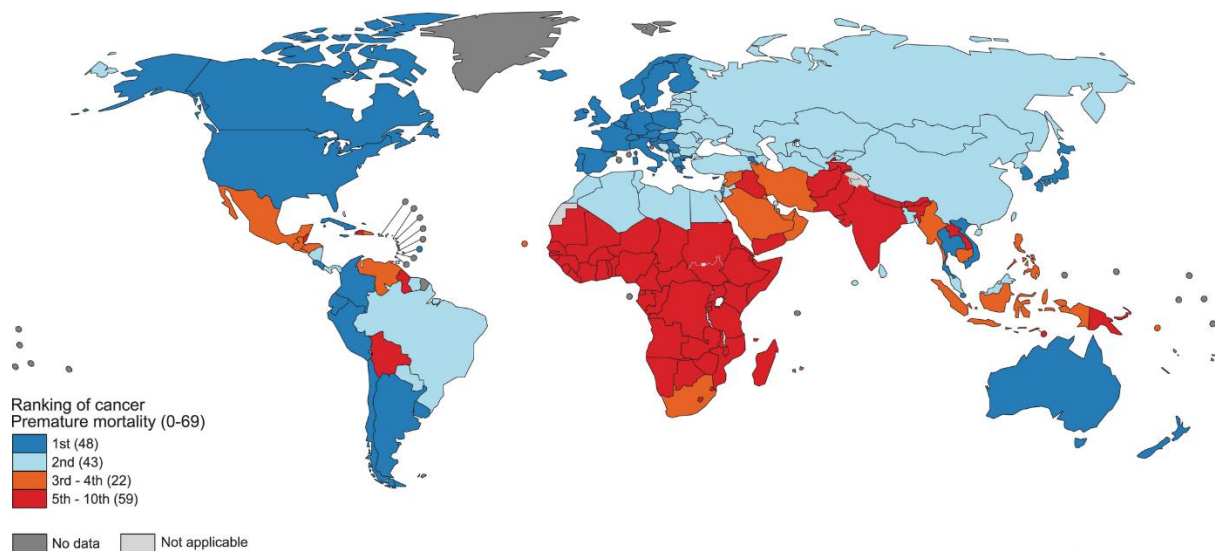 Ranking of cancer
Premature mortality (0-69)
1st (48)
2nd (43)
3rd - 4th (22)
5th - 10th (59)
No data
Not applicable